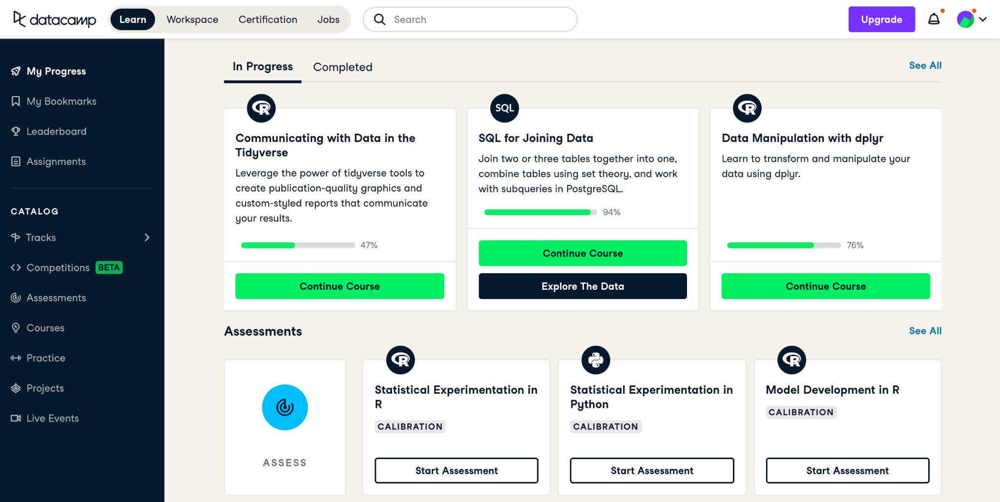 datacamp
Learn
Workspace
Certification
Jobs
Search
Upgrade
My Progress
My Bookmarks
Leaderboard
Assignments
CATALOG
Tracks
Competitions BETA
Assessments
Courses
Practice
Projects
Live Events
In Progress
Completed
See All
R
Communicating with Data in the
Tidyverse
Leverage the power of tidyverse tools to
create publication-quality graphics and
custom-styled reports that communicate
your results.
47%
Continue Course
SQL
SQL for Joining Data
Join two or three tables together into one,
combine tables using set theory, and work
with subqueries in PostgreSQL.
94%
Continue Course
Explore The Data
R
Data Manipulation with dplyr
Learn to transform and manipulate your
data using dplyr.
76%
Continue Course
Assessments
See All
ASSESS
R
Statistical Experimentation in
R
CALIBRATION
Start Assessment
Statistical Experimentation in
Python
CALIBRATION
Start Assessment
R
Model Development in R
CALIBRATION
Start Assessment